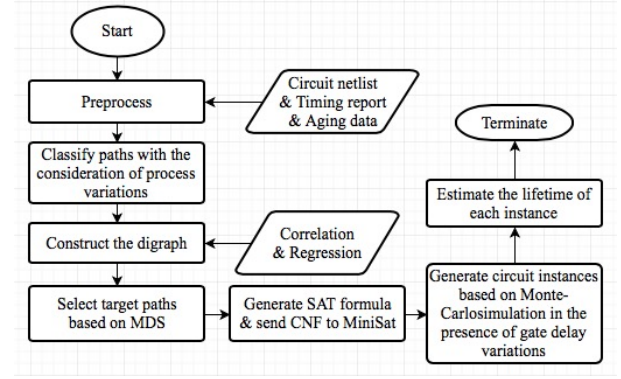 Start
Preprocess
Circuit netlist
& Timing report
& Aging data
Classify paths with the
consideration of process
variations
Construct the digraph
Correlation
& Regression
Select target paths
based on MDS
Generate SAT formula
& send CNF to MiniSat
Generate circuit instances
based on Monte-
Carlosimulation in the
presence of gate delay
variations
Estimate the lifetime of
each instance
Terminate